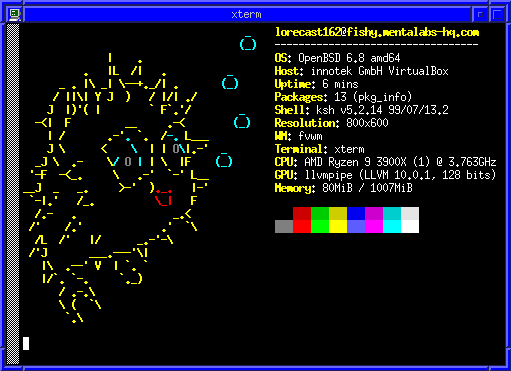 xterm
lorecast162@fishy.mentalabs-hq.com
----------------------------------
OS: OpenBSD 6.8 amd64
Host: innotek GmbH VirtualBox
Uptime: 6 mins
Packages: 13 (pkg_info)
Shell: ksh v5.2.14 99/07/13.2
Resolution: 800x600
WM: fvwm
Terminal: xterm
CPU: AMD Ryzen 9 3900X (1) @ 3.763GHz
GPU: llvmpipe (LLVM 10.0.1, 128 bits)
Memory: 80MiB / 1007MiB